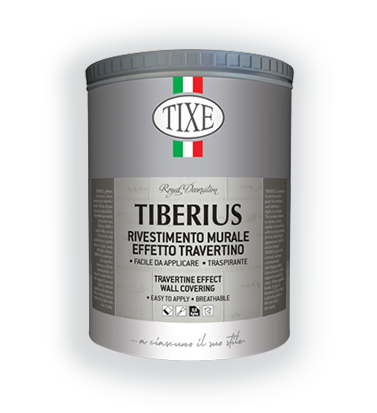 TIXE
Royal Decoration
TIBERIUS
RIVESTIMENTO MURALE
EFFETTO TRAVERTINO
• FACILE DA APPLICARE • TRASPIRANTE
TRAVERTINE EFFECT
WALL COVERING
• EASY TO APPLY • BREATHABLE
a ciascuno il suo stile